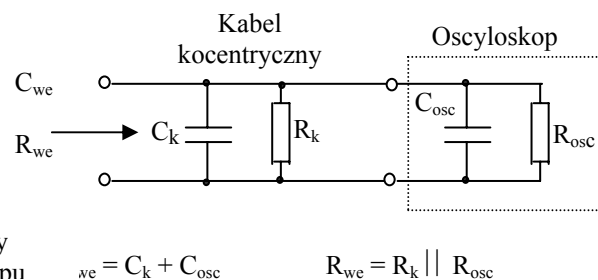 Kabel
kocentryczny
Oscyloskop
C_we
R_we
C_k
R_k
C_osc
R_osc
y
pu
we = C_k + C_osc
R_we = R_k || R_osc